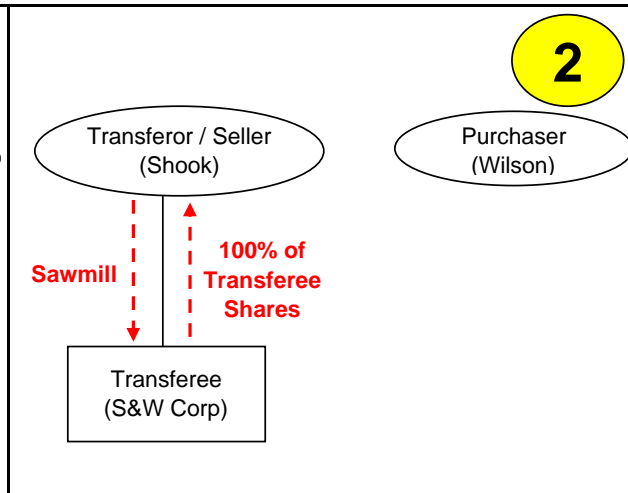 2
Transferor / Seller
(Shook)
Purchaser
(Wilson)
Sawmill
100% of
Transferee
Shares
Transferee
(S&W Corp)